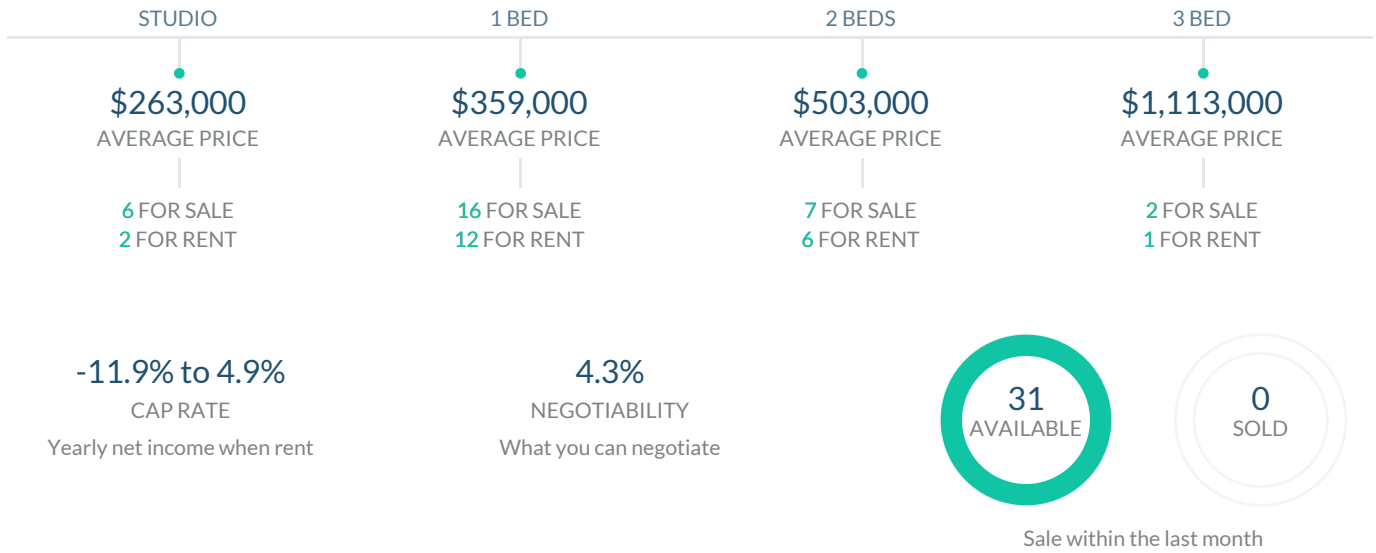 STUDIO
1 BED
2 BEDS
3 BED
$263,000
$359,000
$503,000
$1,113,000
AVERAGE PRICE
AVERAGE PRICE
AVERAGE PRICE
AVERAGE PRICE
6 FOR SALE
16 FOR SALE
7 FOR SALE
2 FOR SALE
2 FOR RENT
12 FOR RENT
6 FOR RENT
1 FOR RENT
-11.9% to 4.9%
CAP RATE
Yearly net income when rent
4.3%
NEGOTIABILITY
What you can negotiate
31
AVAILABLE
0
SOLD
Sale within the last month